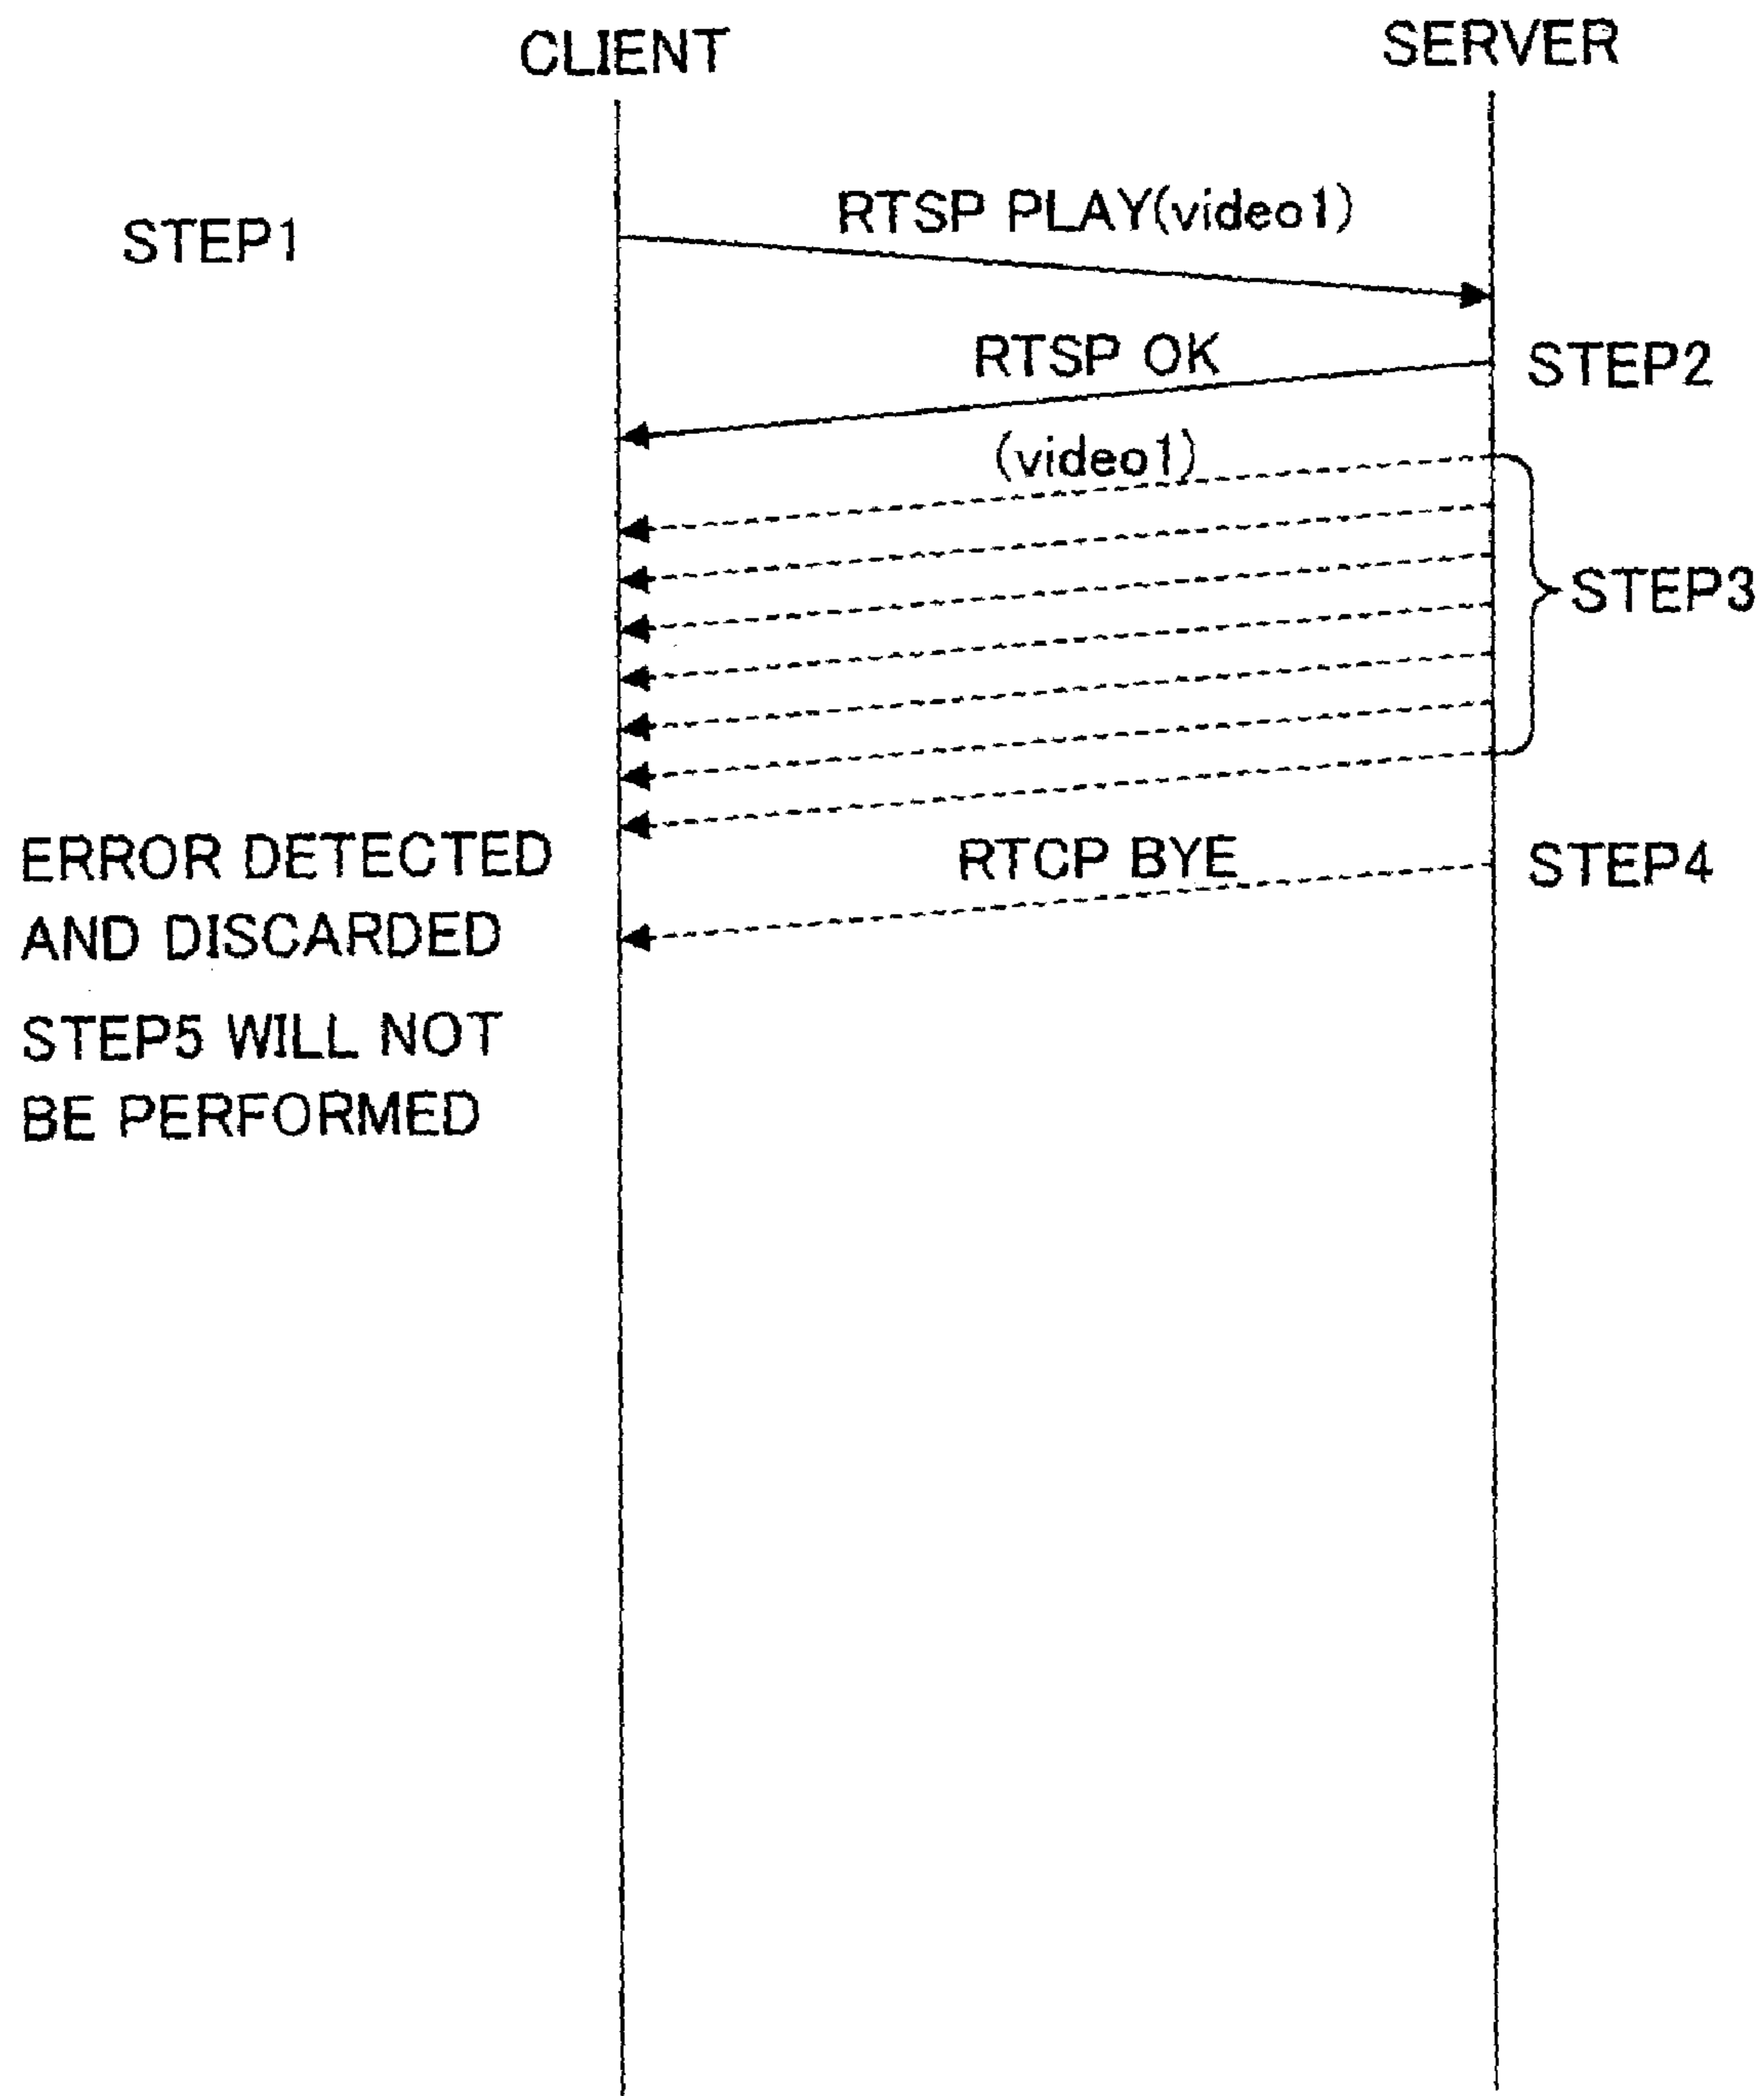 CLIENT
SERVER
STEP1
RTSP PLAY(video1)
RTSP OK
STEP2
(video1)
STEP3
ERROR DETECTED
AND DISCARDED
RTCP BYE
STEP4
STEP5 WILL NOT
BE PERFORMED